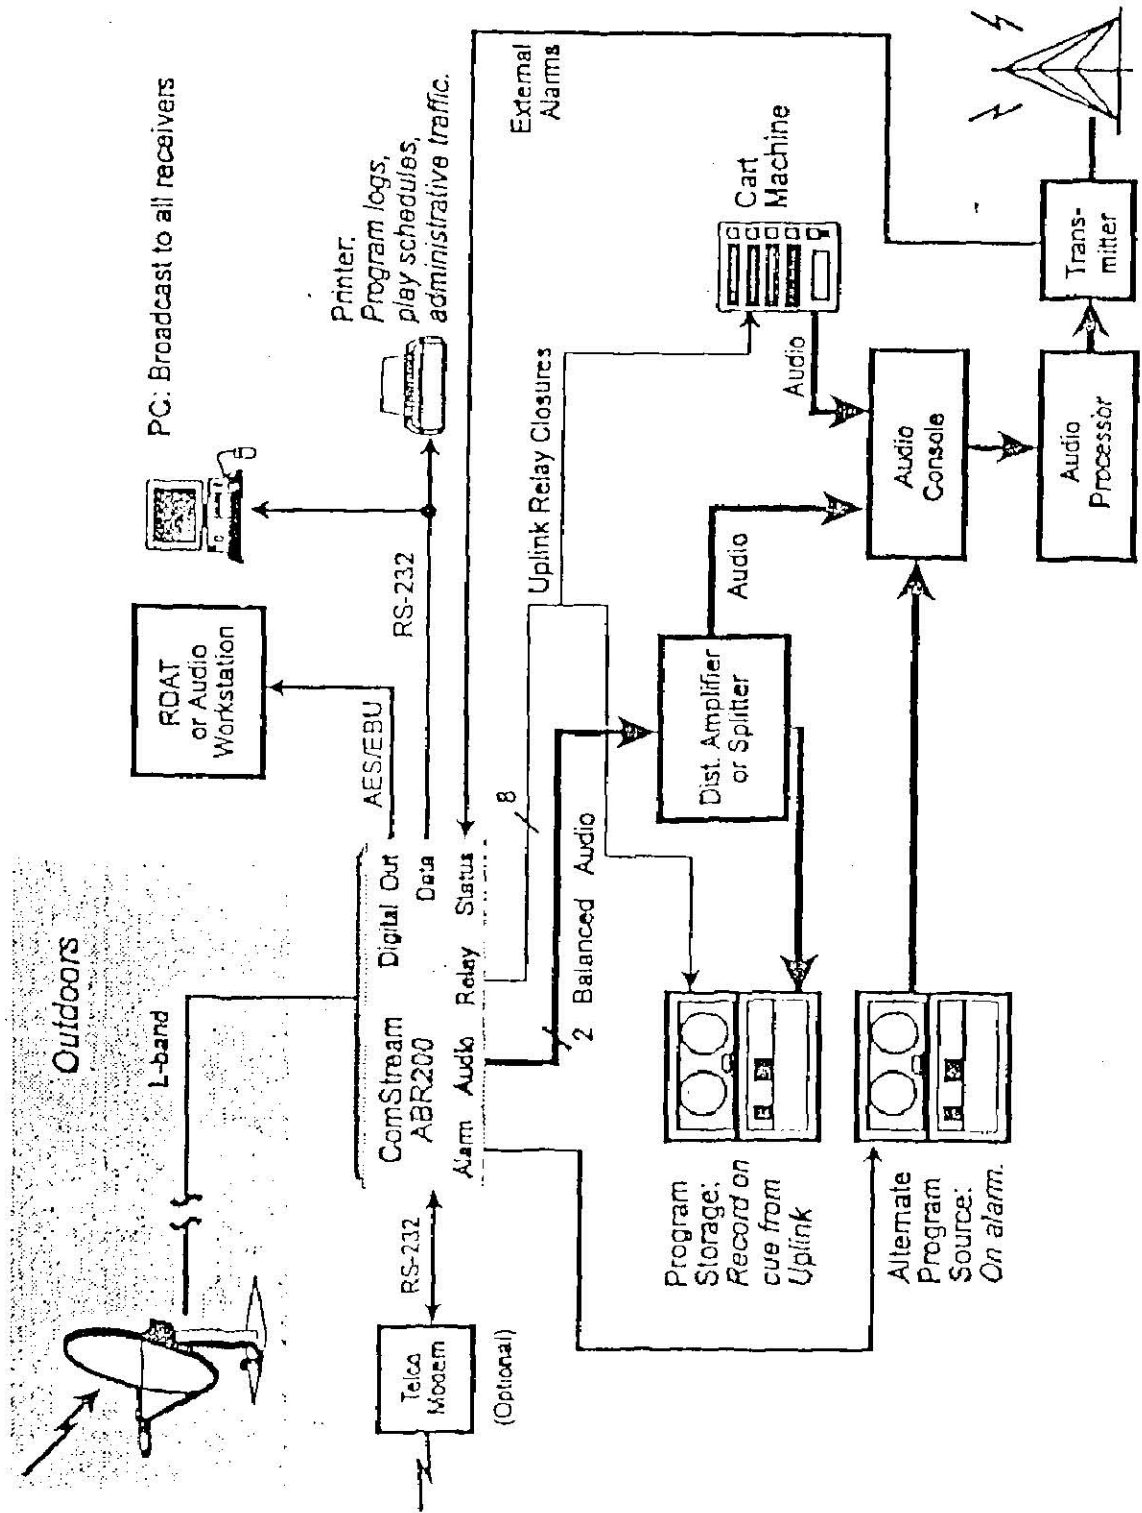 Outdoors
L-band
PC: Broadcast to all receivers
RDAT
or Audio
Workstation
AES/EBU
RS-232
Printer:
Program logs,
play schedules,
administrative traffic.
Telco
Modem
(Optional)
RS-232
ComStream
ABR200
Digital Out
Data
Alarm Audio Relay Status
External
Alarms
8
Uplink Relay Closures
2 Balanced Audio
Cart
Machine
Audio
Dist. Amplifier
or Splitter
Audio
Program
Storage:
Record on
cue from
Uplink
Audio
Console
Alternate
Program
Source:
On alarm.
Audio
Processor
Trans-
mitter